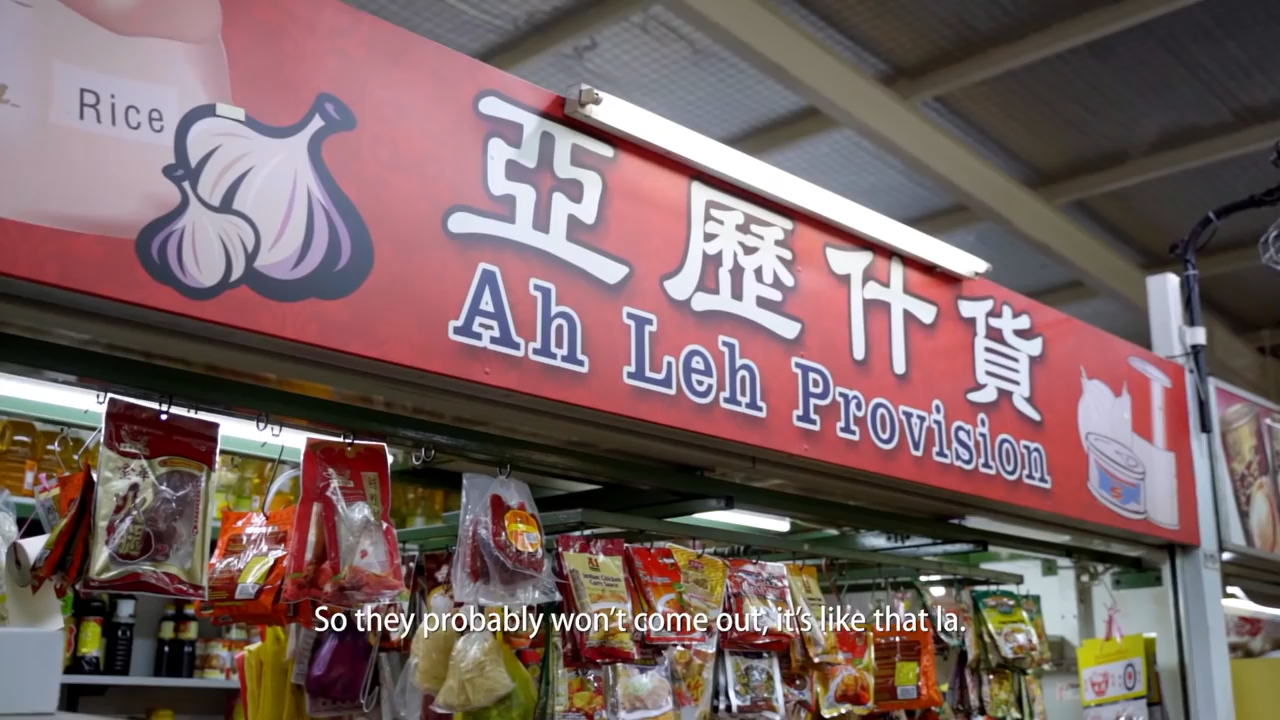 Rice
亞歷什貨
Ah Leh Provision
So they probably won't come out, it's like that la.